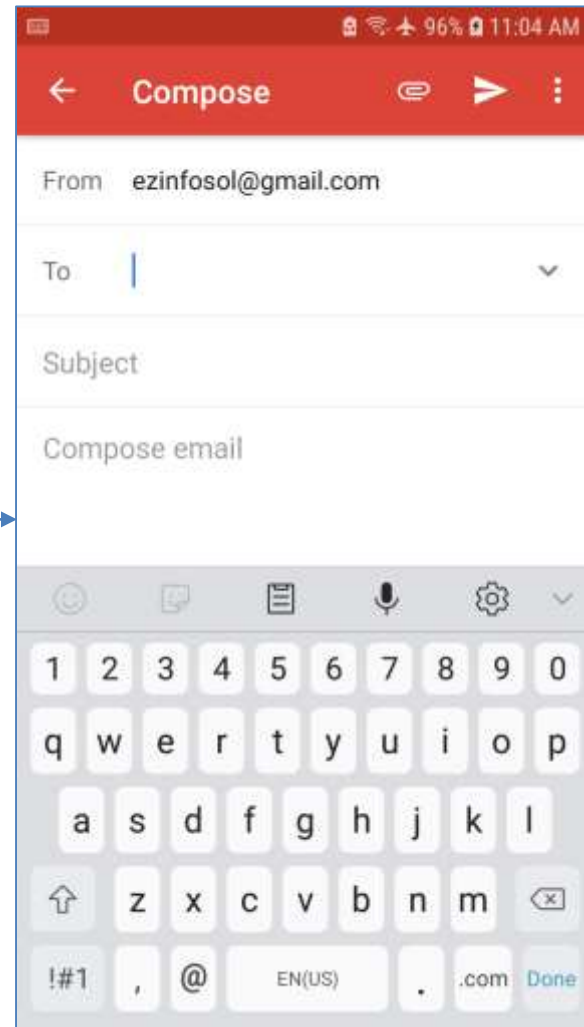 96% 11:04 AM
Compose
From ezinfosol@gmail.com
To
Subject
Compose email
1 2 3 4 5 6 7 8 9 0
q w e r t y u i o p
a s d f g h j k l
z x c v b n m
!#1 , @ EN(US) . .com Done